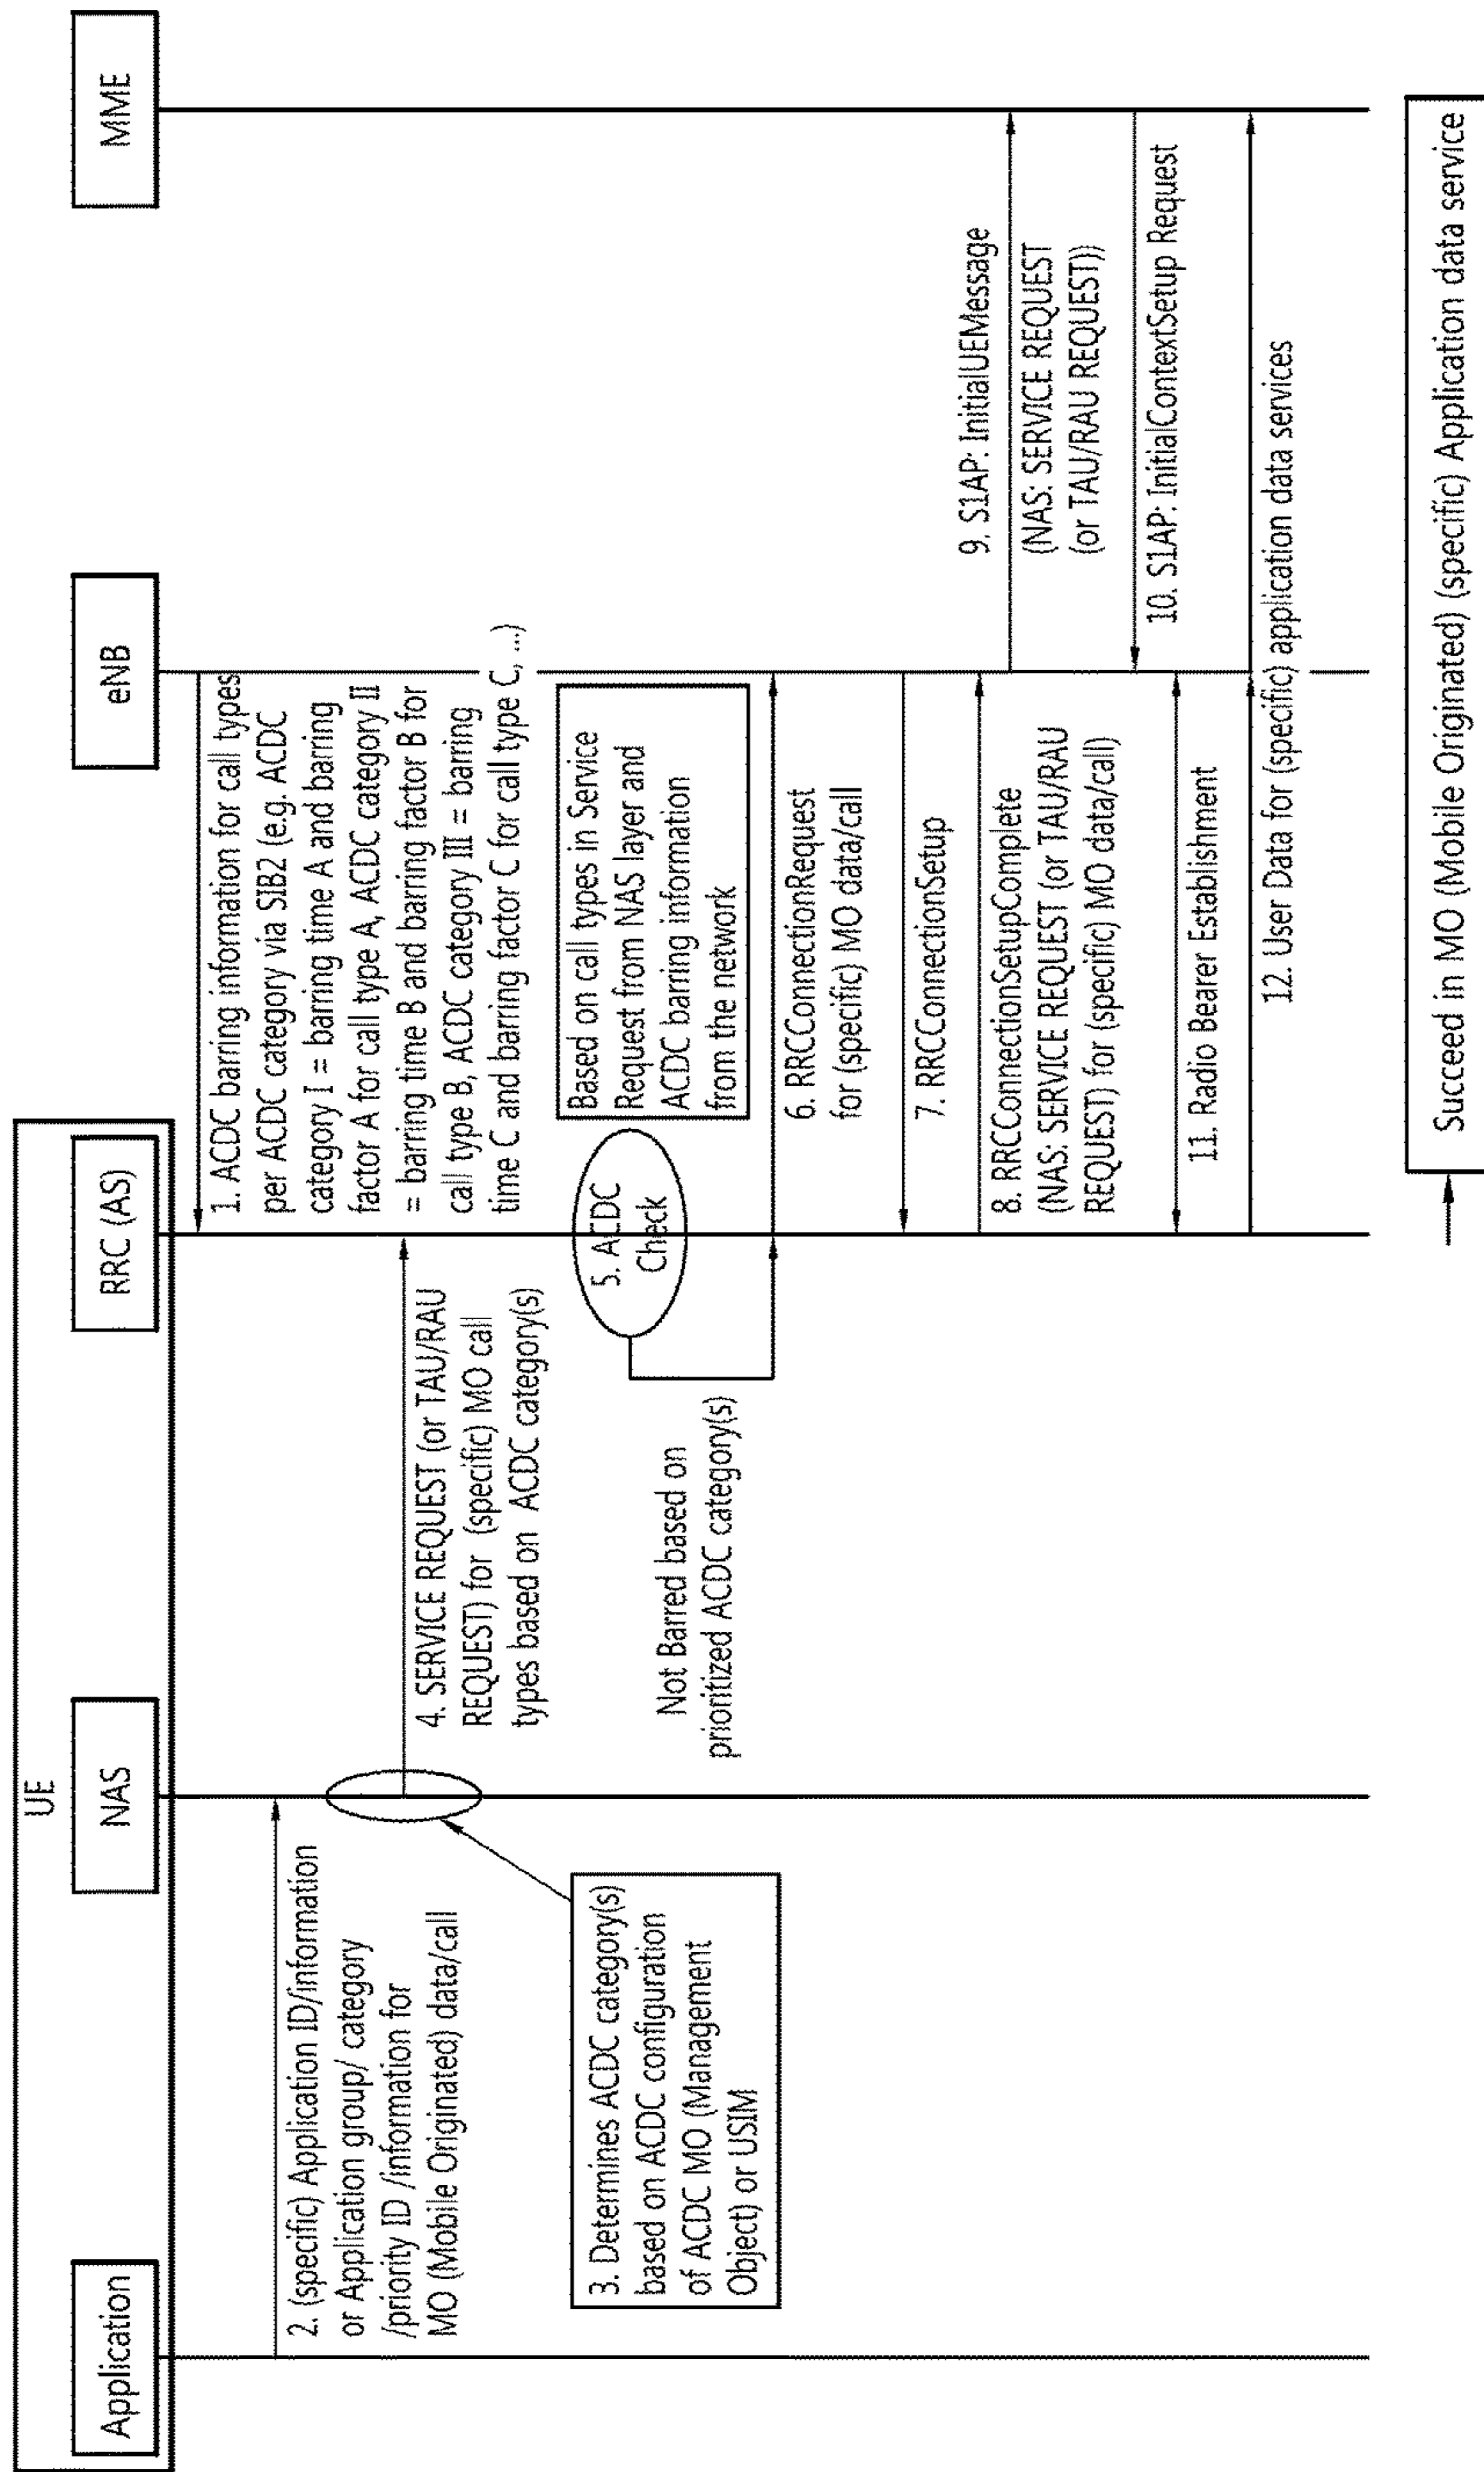 UE
Application
NAS
RRC (AS)
eNB
MME
1. ACDC barring information for call types
per ACDC category via SIB2 (e.g. ACDC
category I = barring time A and barring
factor A for call type A, ACDC category II
= barring time B and barring factor B for
call type B, ACDC category III = barring
time C and barring factor C for call type C, ...)
2. (specific) Application ID/information
or Application group/ category
/priority ID /information for
MO (Mobile Originated) data/call
3. Determines ACDC category(s)
based on ACDC configuration
of ACDC MO (Management
Object) or USIM
4. SERVICE REQUEST (or TAU/RAU
REQUEST) for (specific) MO call
types based on ACDC category(s)
5. ACDC
Check
Based on call types in Service
Request from NAS layer and
ACDC barring information
from the network
Not Barred based on
prioritized ACDC category(s)
6. RRCConnectionRequest
for (specific) MO data/call
7. RRCConnectionSetup
8. RRCConnectionSetupComplete
(NAS: SERVICE REQUEST (or TAU/RAU
REQUEST) for (specific) MO data/call)
9. S1AP: InitialUEMessage
(NAS: SERVICE REQUEST
(or TAU/RAU REQUEST))
10. S1AP: InitialContextSetup Request
11. Radio Bearer Establishment
12. User Data for (specific) application data services
Succeed in MO (Mobile Originated) (specific) Application data service